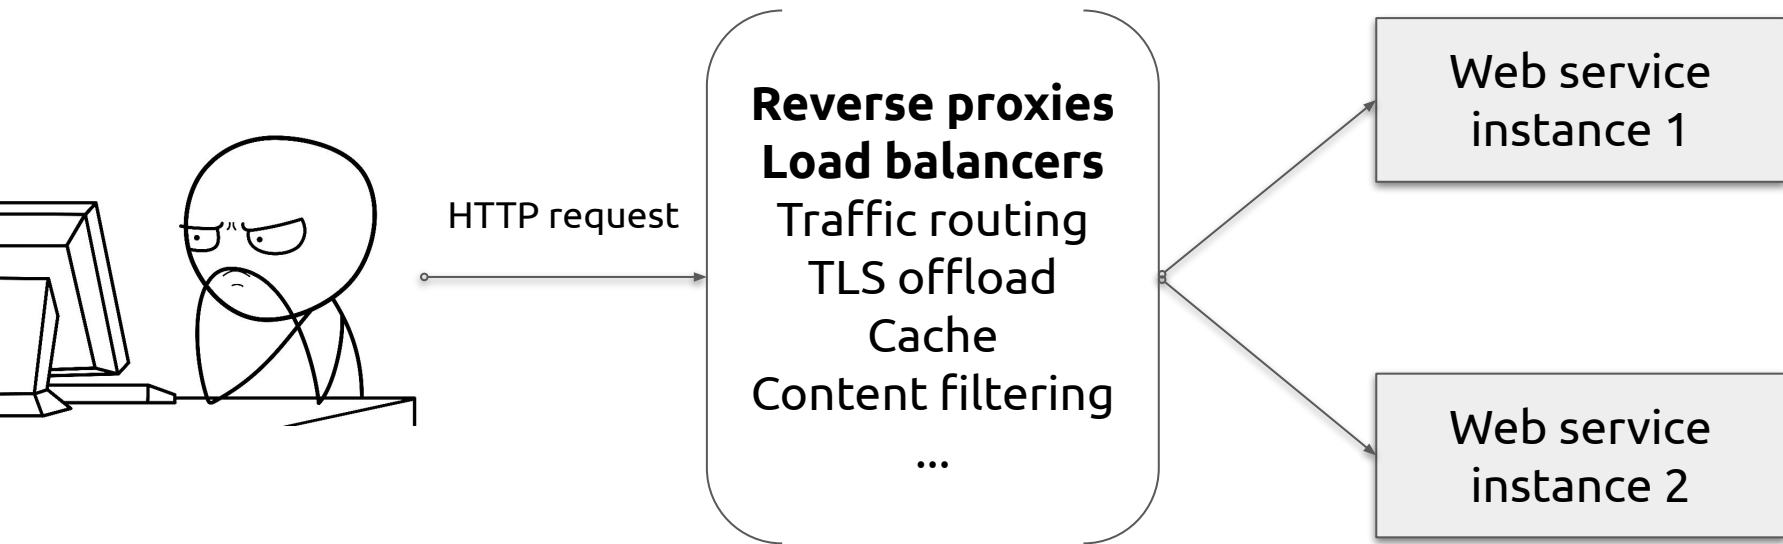 HTTP request
Reverse proxies
Load balancers
Traffic routing
TLS offload
Cache
Content filtering
...
Web service
instance 1
Web service
instance 2